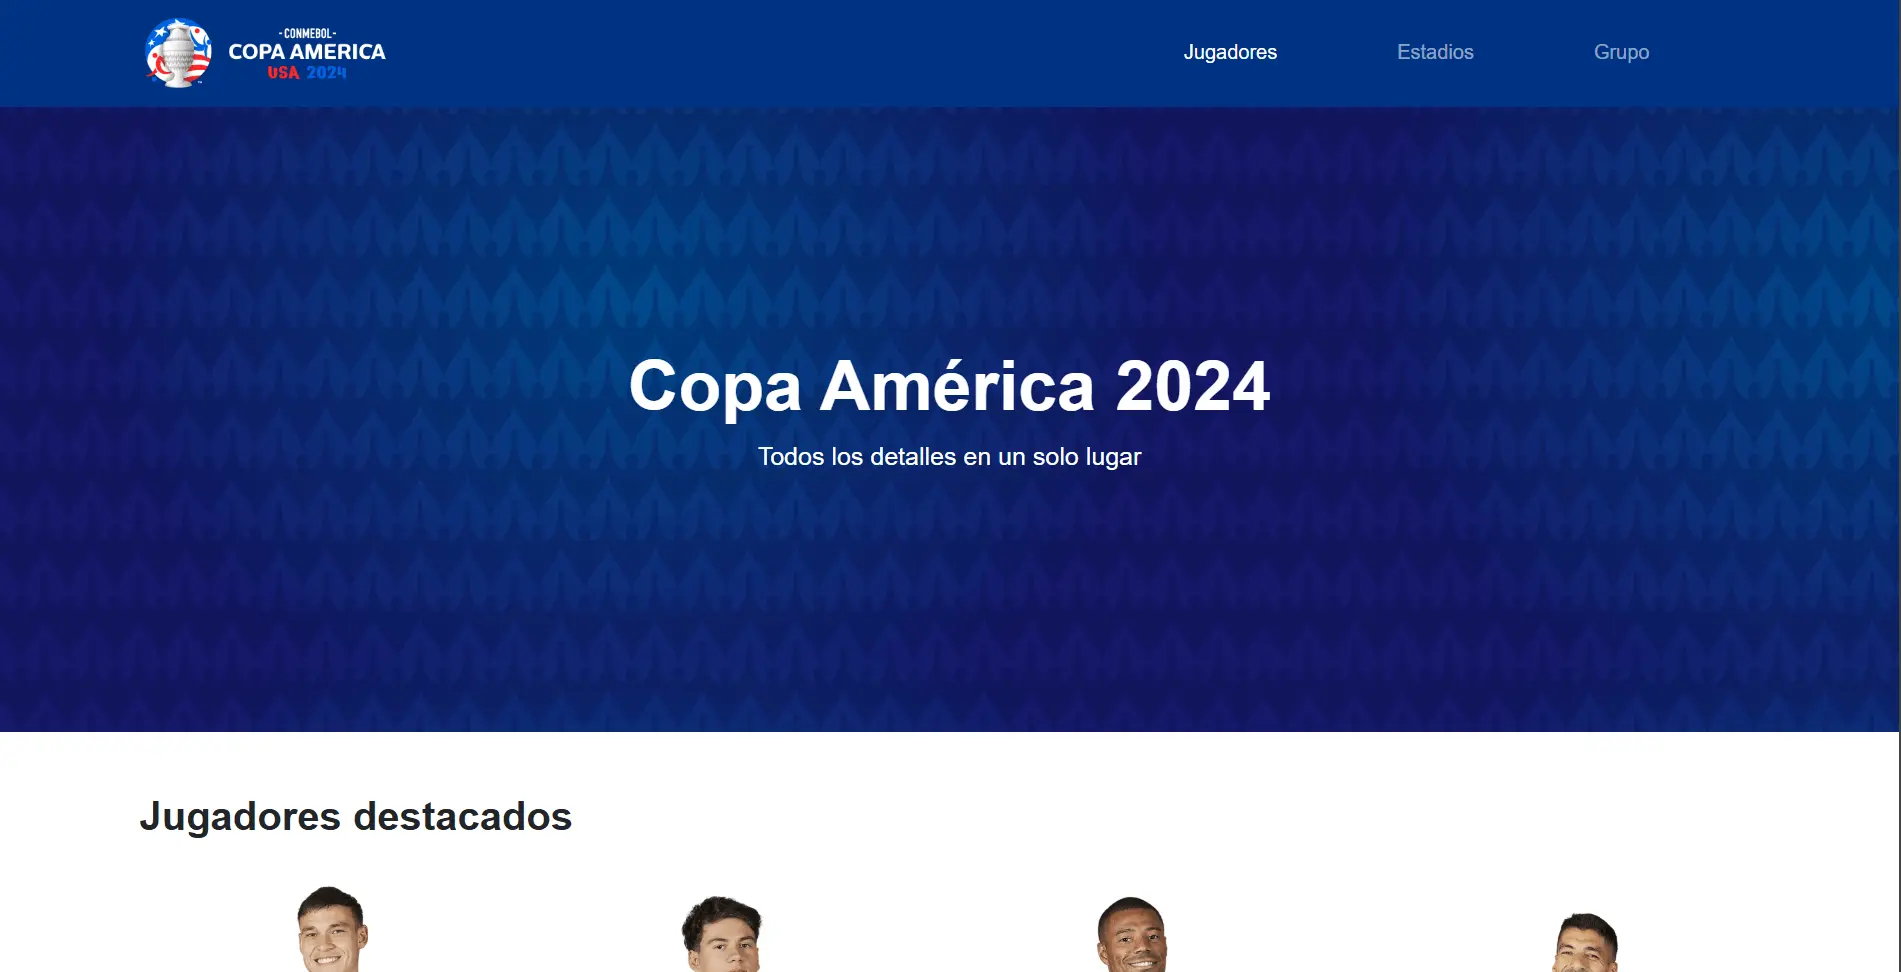 -CONMEBOL-
COPA AMERICA
USA 2024
Jugadores
Estadios
Grupo
Copa América 2024
Todos los detalles en un solo lugar
Jugadores destacados